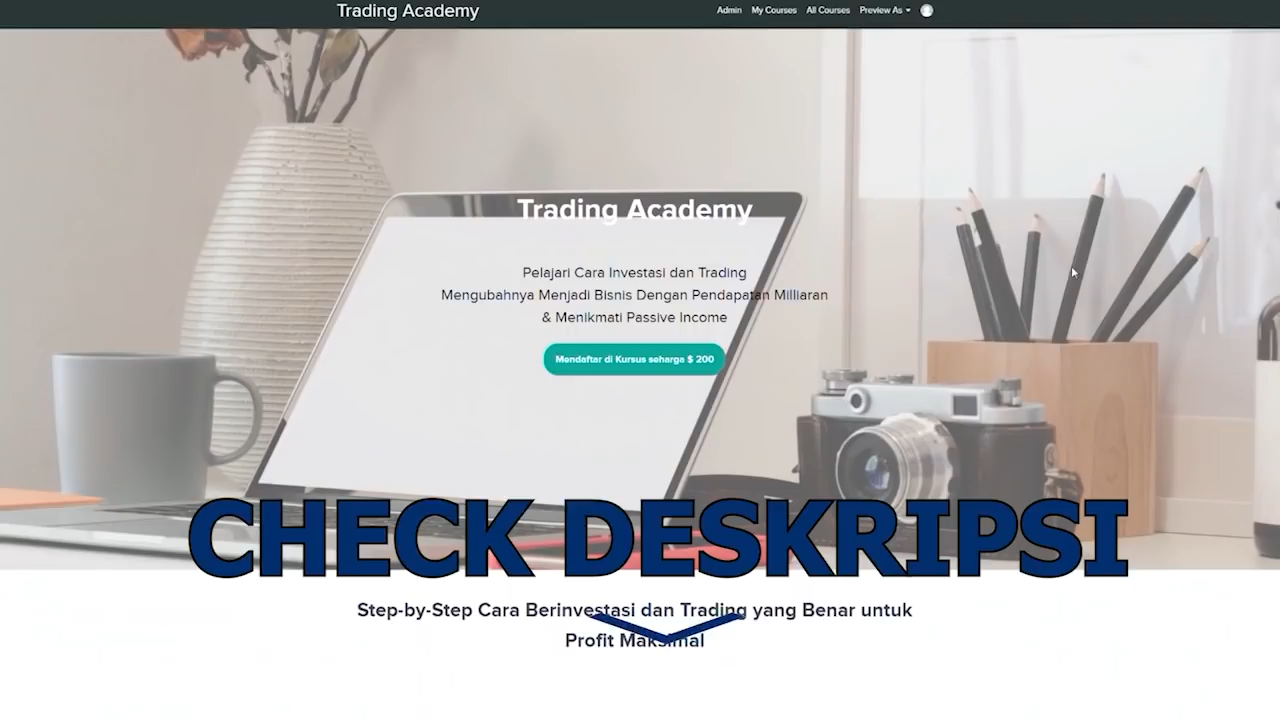 Trading Academy
Admin My Courses All Courses Preview As
Trading Academy
Pelajari Cara Investasi dan Trading
Mengubahnya Menjadi Bisnis Dengan Pendapatan Milliaran
& Menikmati Passive Income
Mendaftar di Kursus seharga $ 200
CHECK DESKRIPSI
Step-by-Step Cara Berinvestasi dan Trading yang Benar untuk
Profit Maksimal